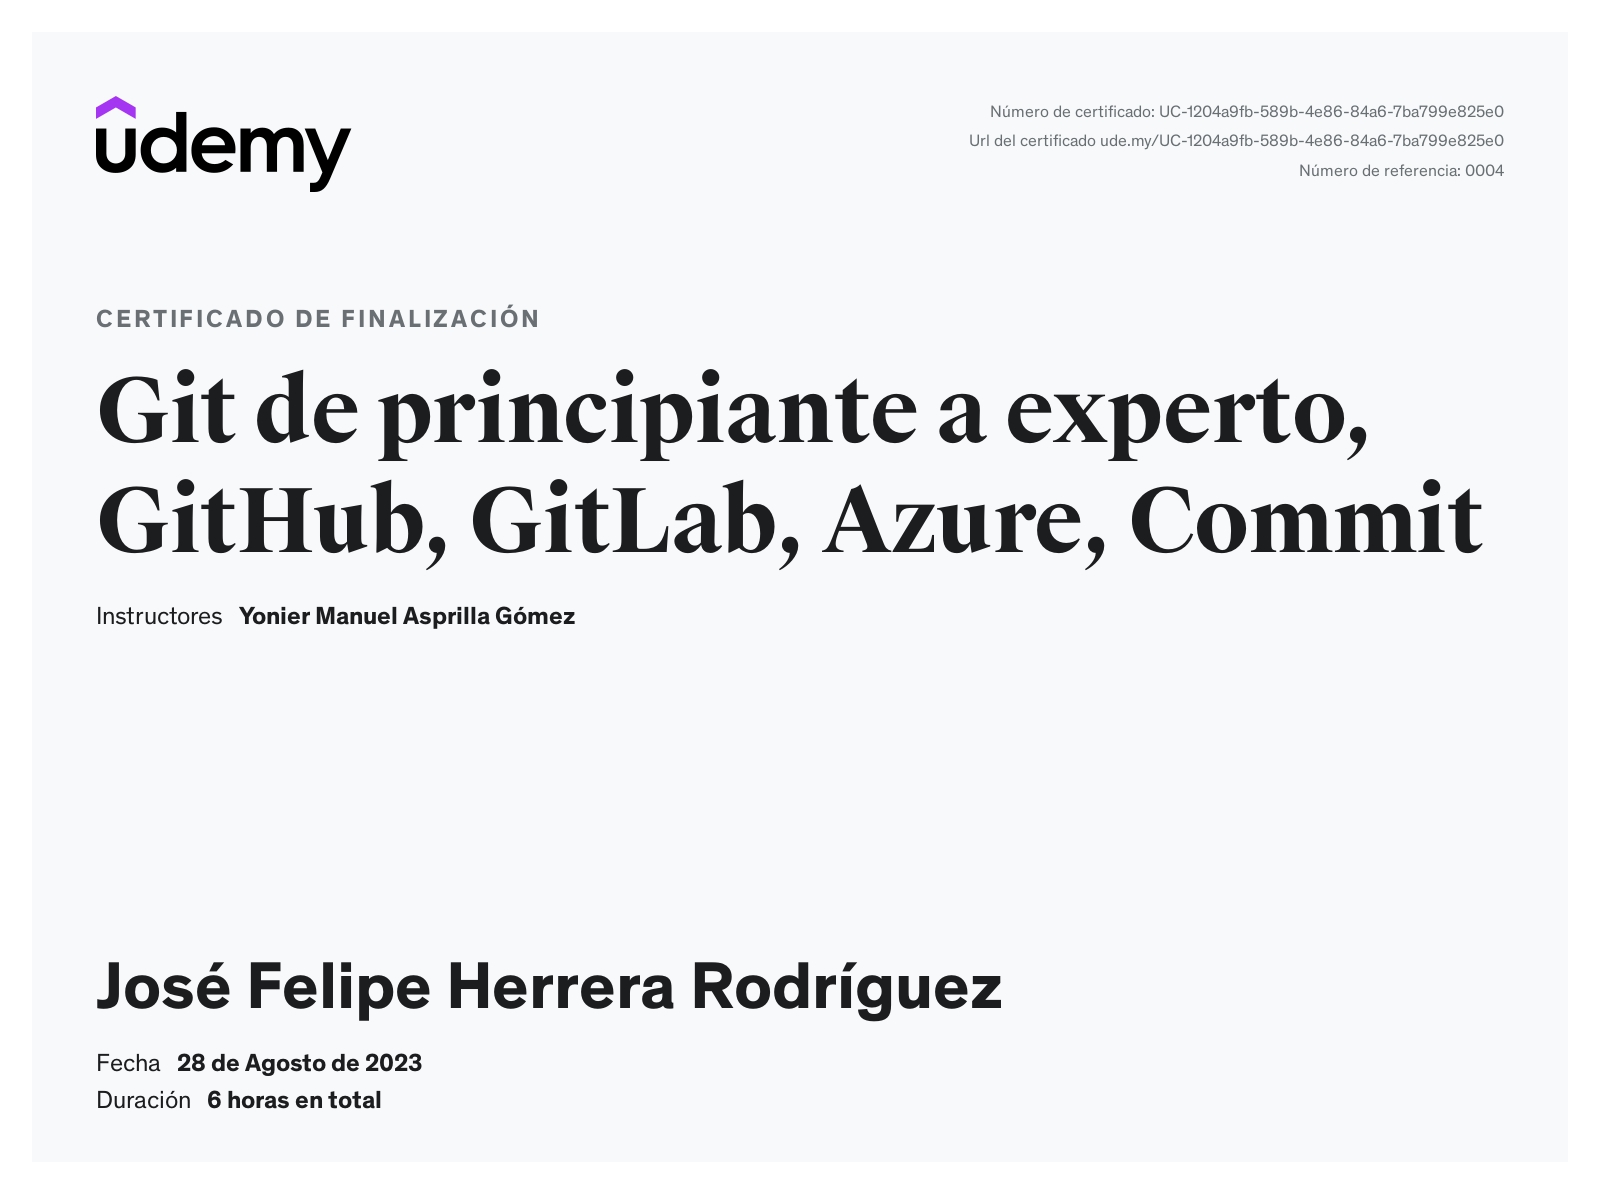 udemy
Número de certificado: UC-1204a9fb-589b-4e86-84a6-7ba799e825e0
Url del certificado ude.my/UC-1204a9fb-589b-4e86-84a6-7ba799e825e0
Número de referencia: 0004
CERTIFICADO DE FINALIZACIÓN
Git de principiante a experto,
GitHub, GitLab, Azure, Commit
Instructores Yonier Manuel Asprilla Gómez
José Felipe Herrera Rodríguez
Fecha 28 de Agosto de 2023
Duración 6 horas en total